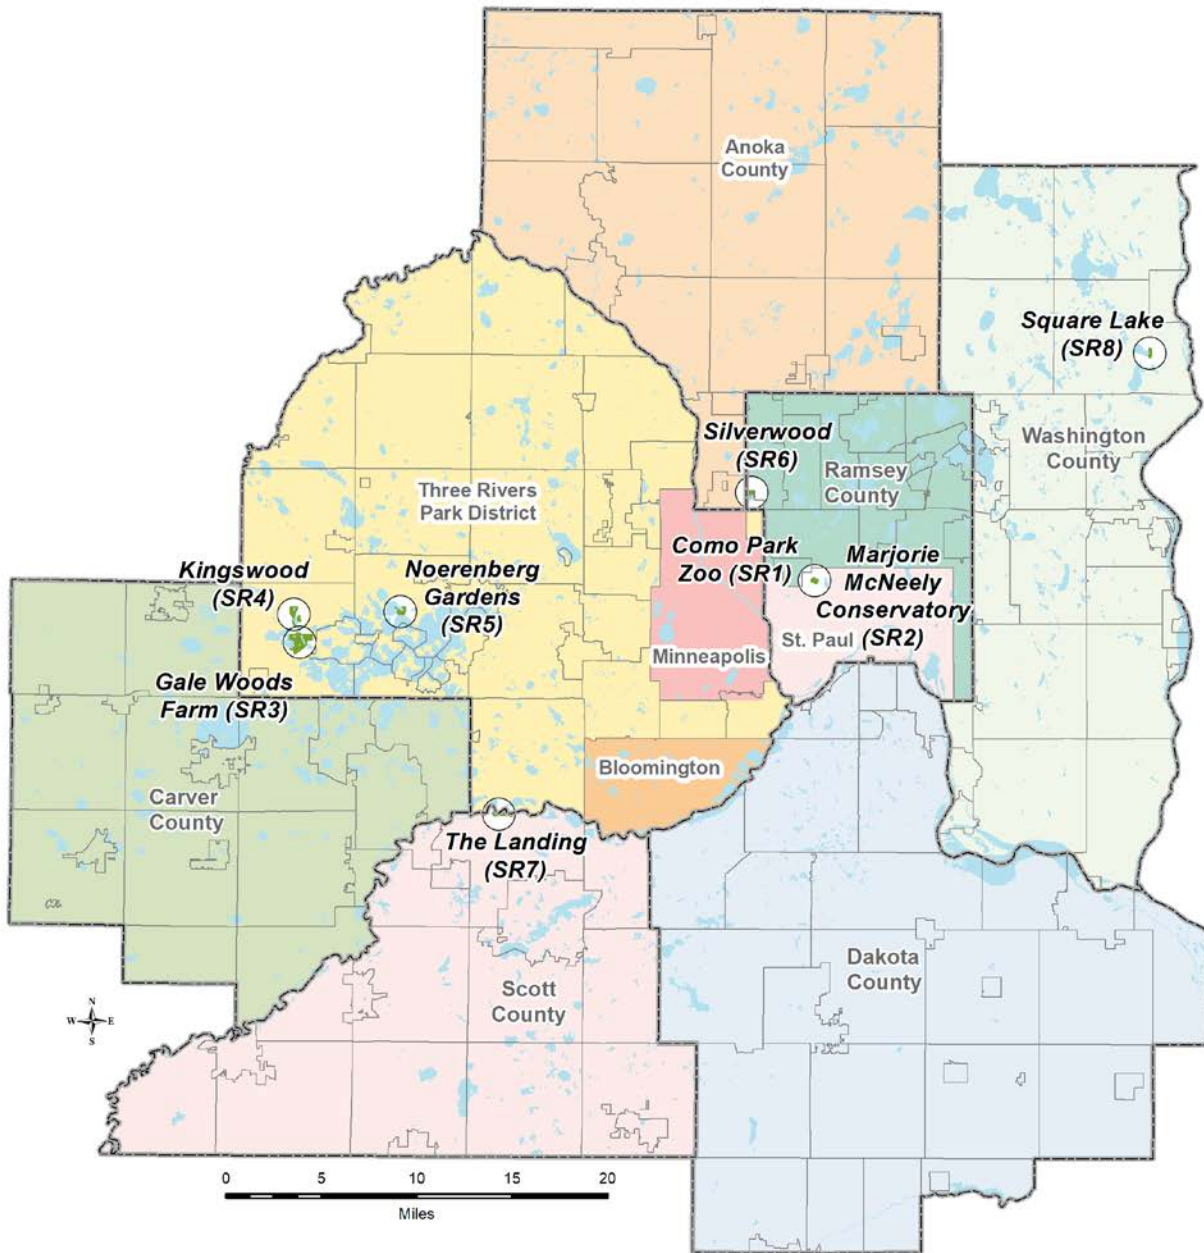 Anoka
County
Square Lake
(SR8)
Silverwood
(SR6)
Ramsey
County
Washington
County
Three Rivers
Park District
Como Park
Zoo (SR1)
Marjorie
McNeely
Conservatory
(SR2)
Kingswood
(SR4)
Noerenberg
Gardens
(SR5)
St. Paul
Minneapolis
Gale Woods
Farm (SR3)
Bloomington
Carver
County
The Landing
(SR7)
Dakota
County
Scott
County
N
W E
S
0 5 10 15 20
Miles